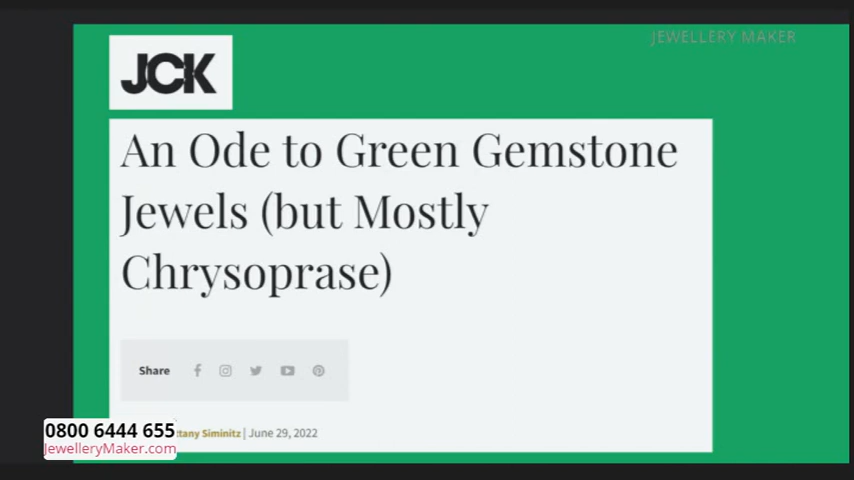 JEWELLERY MAKER
JCK
An Ode to Green Gemstone
Jewels (but Mostly
Chrysoprase)
Share
Siminitz | June 29, 2022
0800 6444 655
JewelleryMaker.com